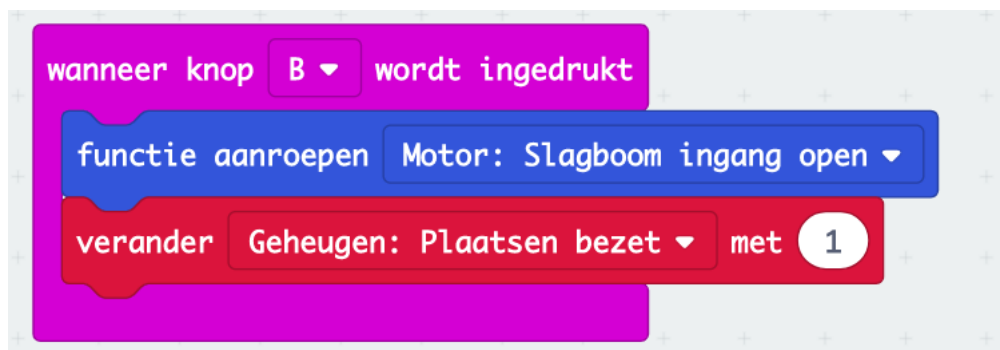 wanneer knop B wordt ingedrukt
functie aanroepen Motor: Slagboom ingang open
verander Geheugen: Plaatsen bezet met 1